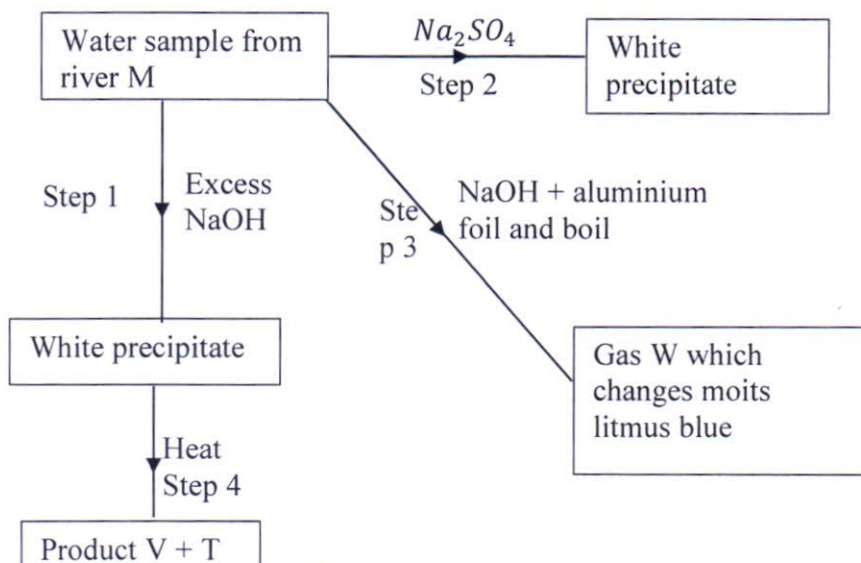 Water sample from
river M
Na₂SO₄
Step 2
White
precipitate
Step 1
Excess
NaOH
Ste
p 3
NaOH + aluminium
foil and boil
White precipitate
Gas W which
changes moits
litmus blue
Heat
Step 4
Product V + T